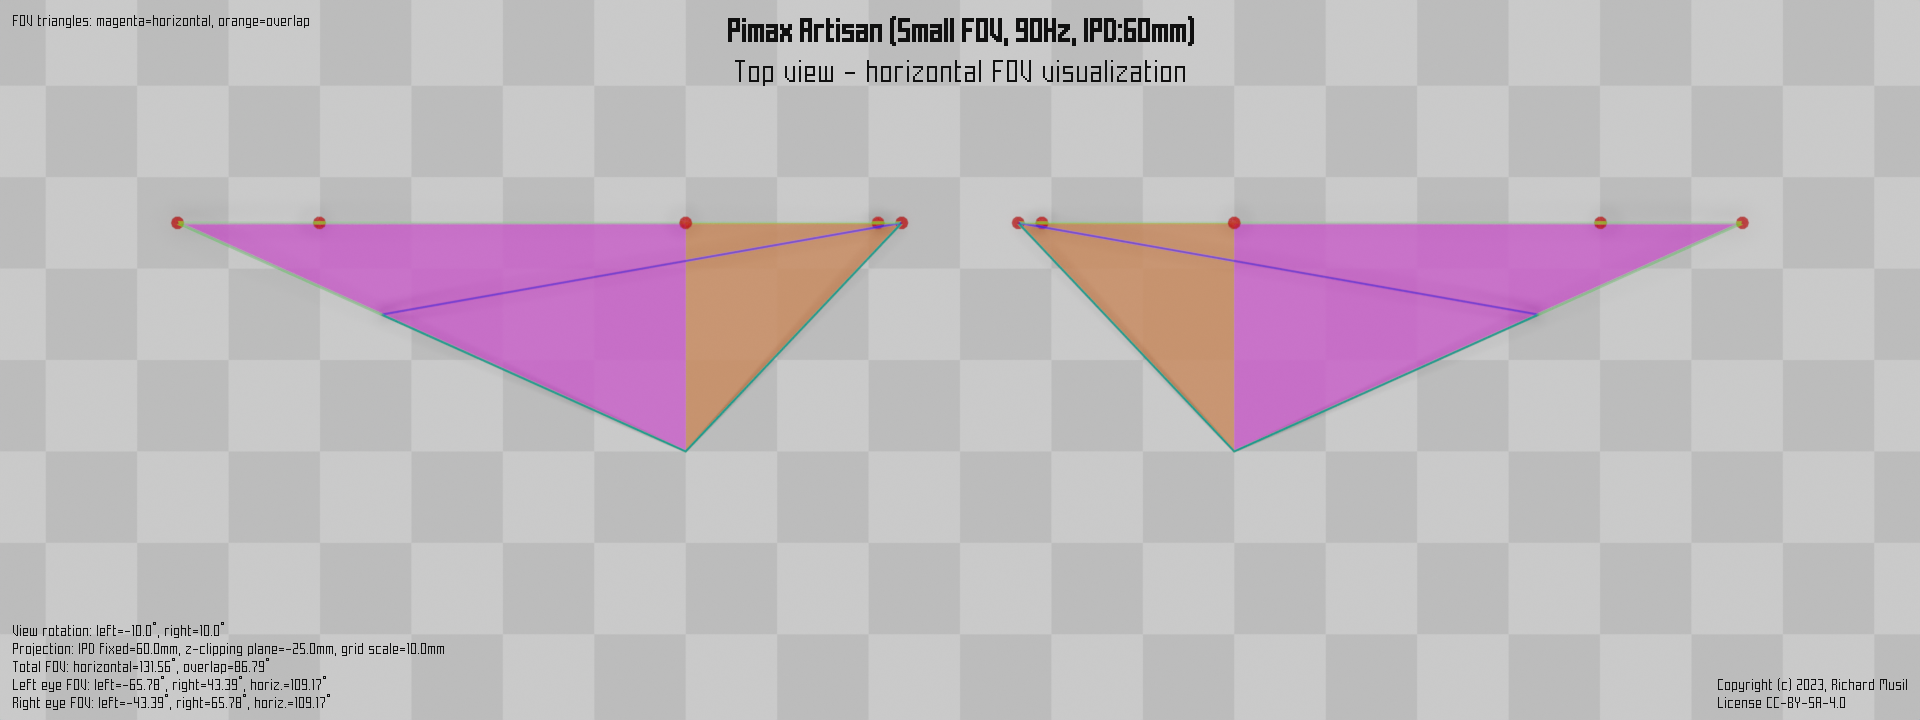 FOV triangles: magenta=horizontal, orange=overlap
Pimax Artisan (Small FOV, 90Hz, IPD:60mm)
Top view - horizontal FOV visualization
View rotation: left=-10.0°, right=10.0°
Projection: IPD fixed=60.0mm, z-clipping plane=-25.0mm, grid scale=10.0mm
Total FOV: horizontal=131.56°, overlap=86.79°
Left eye FOV: left=-65.78°, right=43.39°, horiz.=109.17°
Right eye FOV: left=-43.39°, right=65.78°, horiz.=109.17°
Copyright (c) 2023, Richard Musil
License CC-BY-SA-4.0